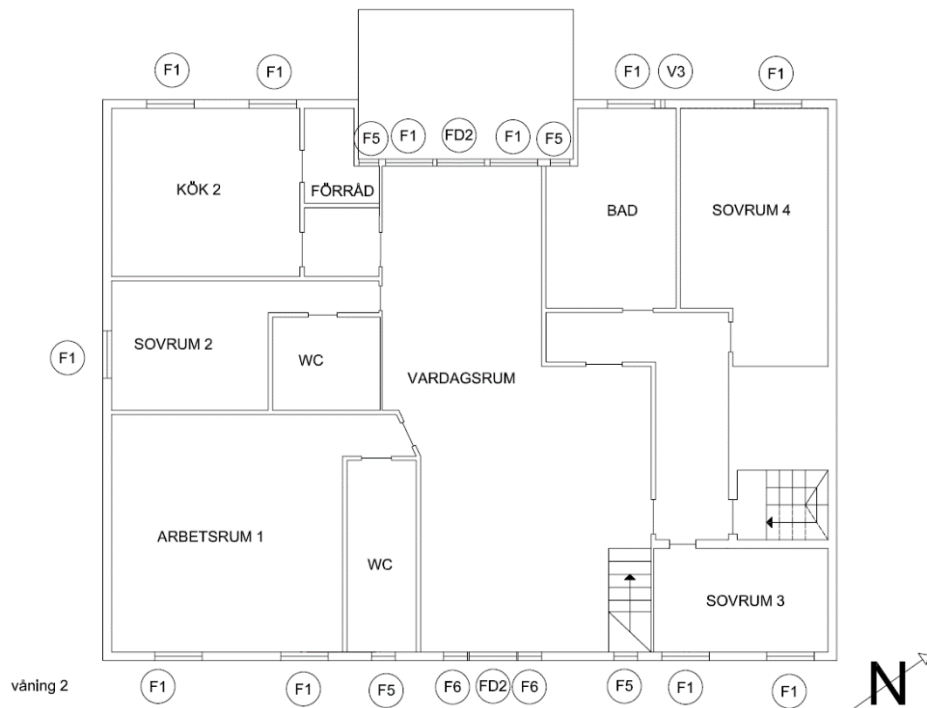 F1 F1 F1 V3 F1
F5 F1 FD2 F1 F5
KÖK 2
FÖRRÅD
BAD
SOVRUM 4
SOVRUM 2
F1
WC
VARDAGSRUM
ARBETSRUM 1
WC
SOVRUM 3
våning 2
F1 F1 F5 F6 FD2 F6 F5 F1 F1
N